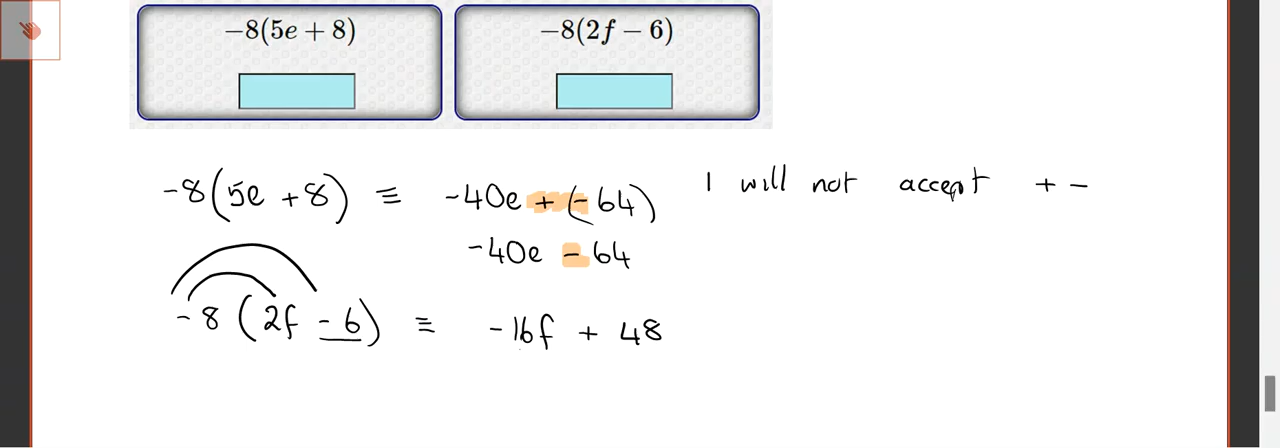 −8(5e + 8) −8(2f − 6)
-8(5e +8) ≡ -40e + (-64) I will not accept + -
-40e - 64
-8(2f - 6) ≡ -16f + 48